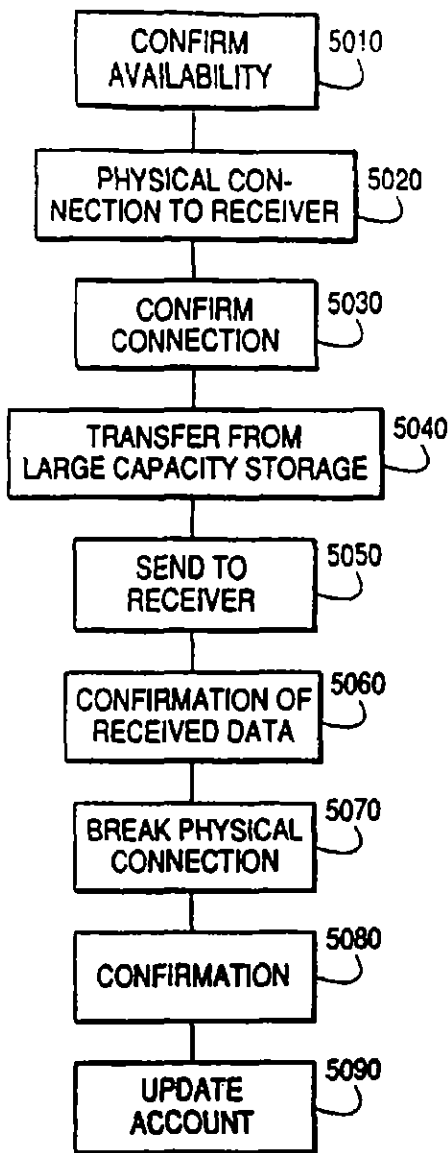 CONFIRM
AVAILABILITY
5010
PHYSICAL CON-
NECTION TO RECEIVER
5020
CONFIRM
CONNECTION
5030
TRANSFER FROM
LARGE CAPACITY STORAGE
5040
SEND TO
RECEIVER
5050
CONFIRMATION OF
RECEIVED DATA
5060
BREAK PHYSICAL
CONNECTION
5070
CONFIRMATION
5080
UPDATE
ACCOUNT
5090